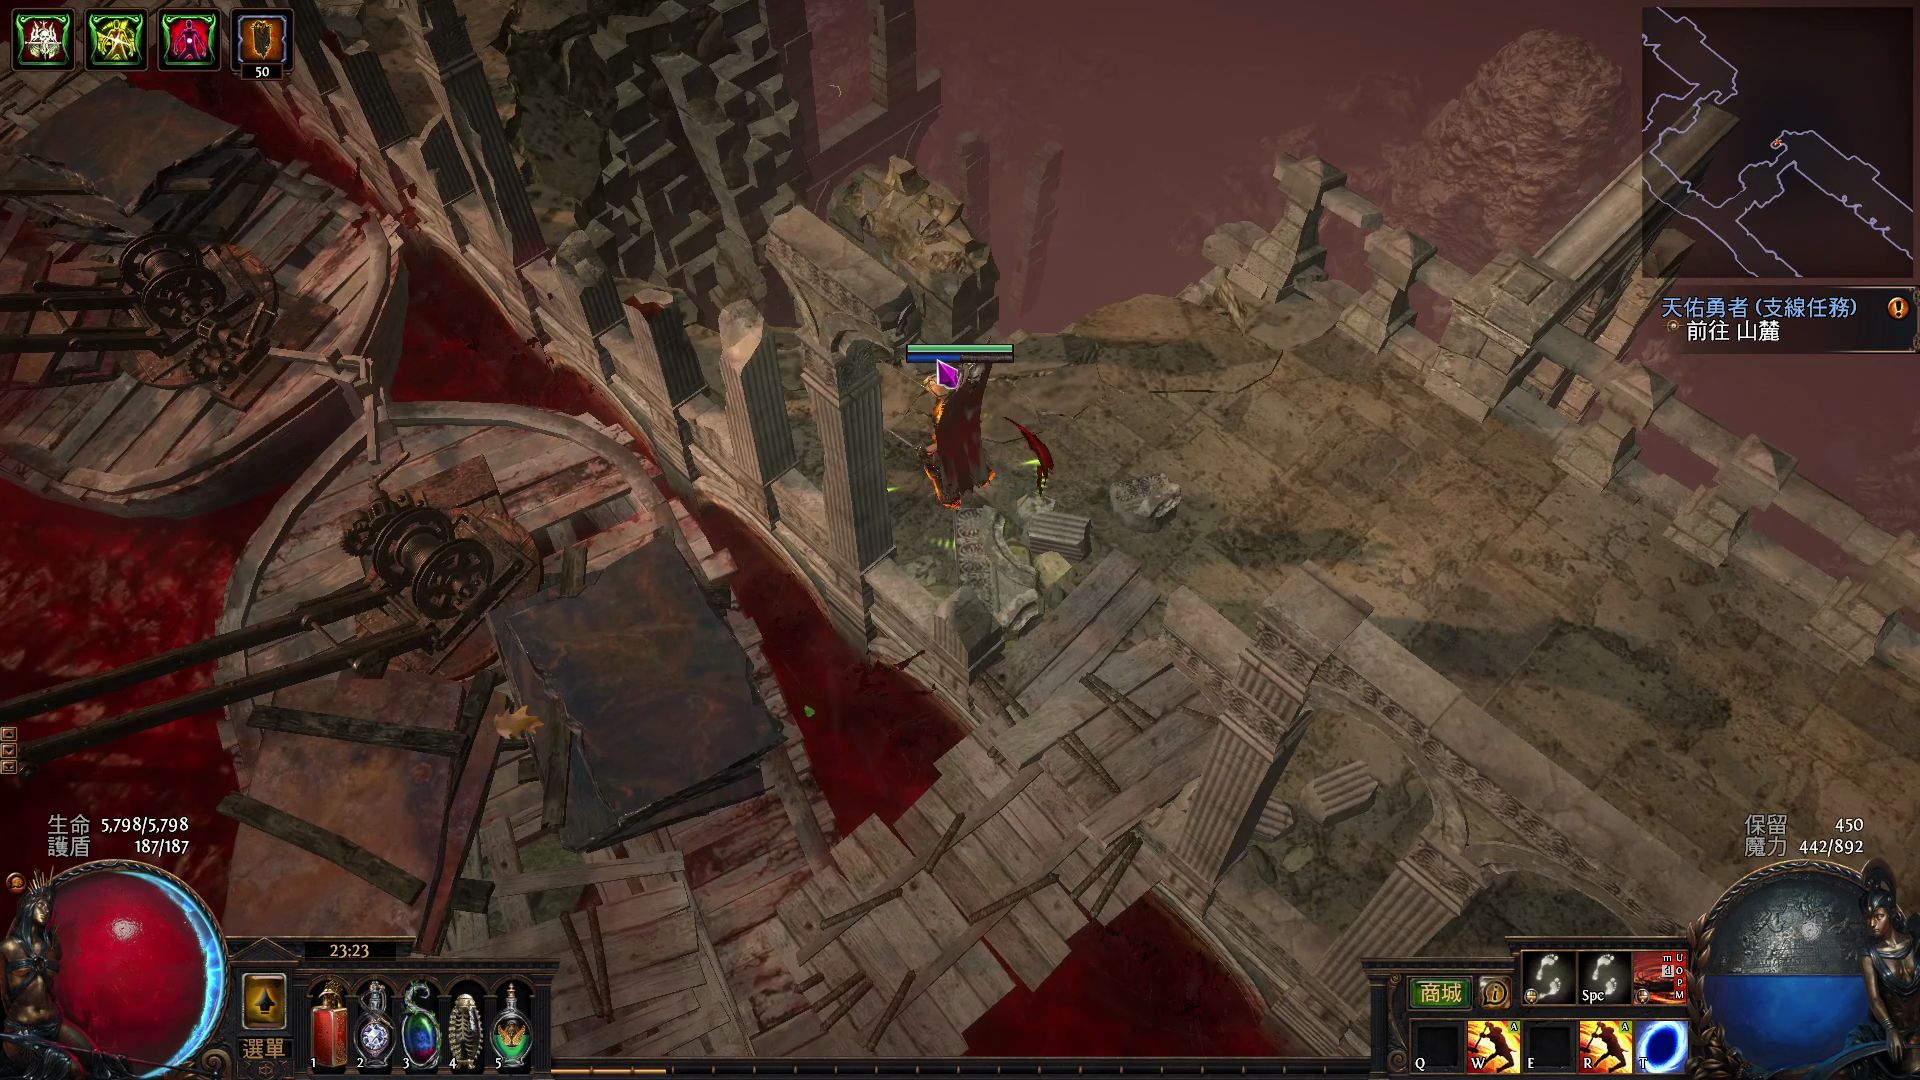 50
天佑勇者 (支線任務)
前往 山麓
生命 5,798/5,798
護盾 187/187
保留 450
魔力 442/892
23:23
選單
1 2 3 4 5
商城
Spc
m U
d O
P
M
Q W A E R A T